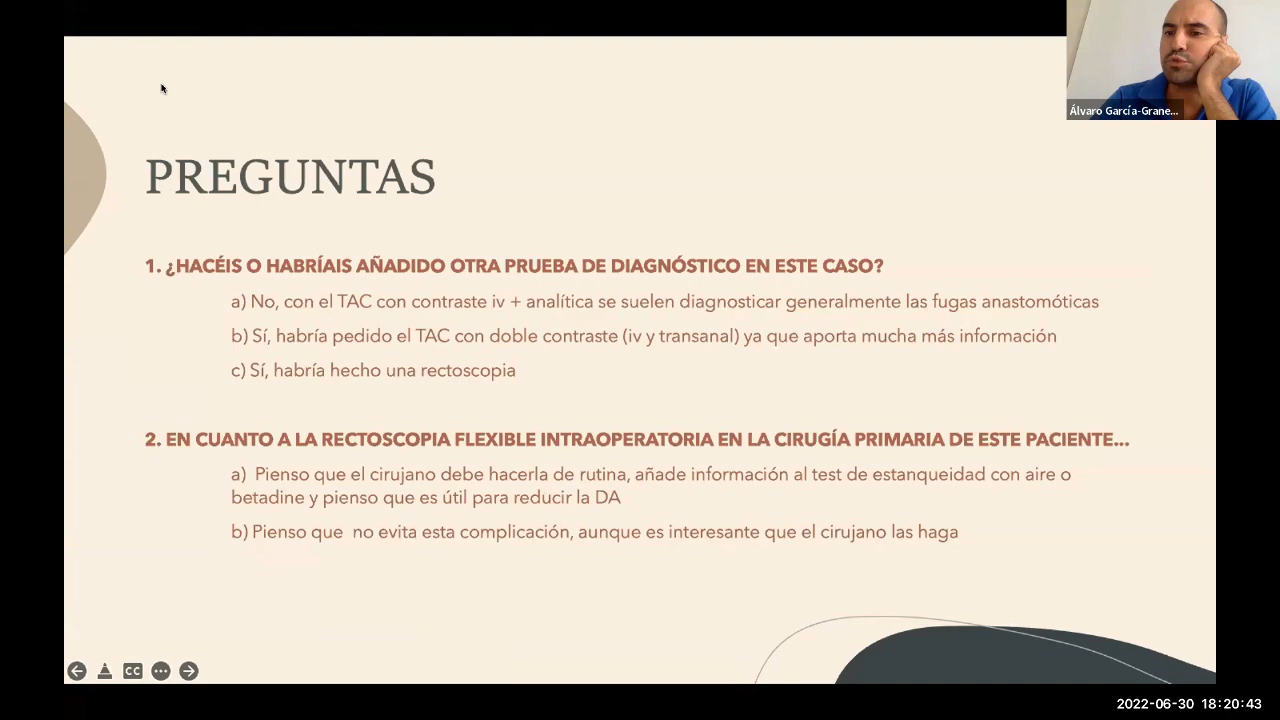 Álvaro García-Grane...
PREGUNTAS
1. ¿HACÉIS O HABRÍAIS AÑADIDO OTRA PRUEBA DE DIAGNÓSTICO EN ESTE CASO?
a) No, con el TAC con contraste iv + analítica se suelen diagnosticar generalmente las fugas anastomóticas
b) Sí, habría pedido el TAC con doble contraste (iv y transanal) ya que aporta mucha más información
c) Sí, habría hecho una rectoscopia
2. EN CUANTO A LA RECTOSCOPIA FLEXIBLE INTRAOPERATORIA EN LA CIRUGÍA PRIMARIA DE ESTE PACIENTE...
a) Pienso que el cirujano debe hacerla de rutina, añade información al test de estanqueidad con aire o
betadine y pienso que es útil para reducir la DA
b) Pienso que no evita esta complicación, aunque es interesante que el cirujano las haga
CC
2022-06-30 18:20:43